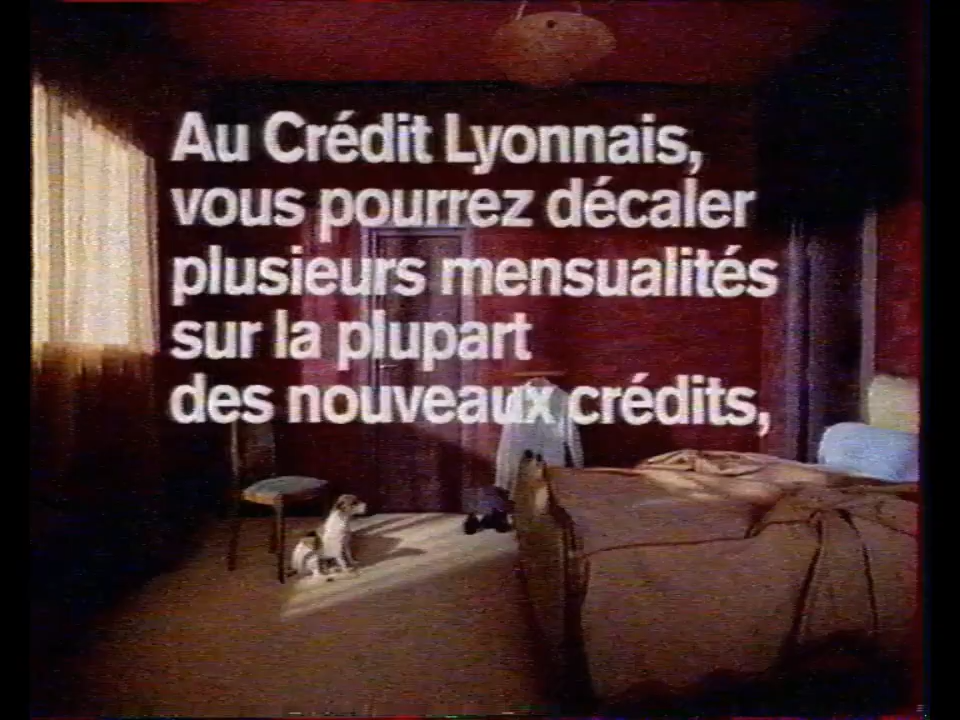 Au Crédit Lyonnais,
vous pourrez décaler
plusieurs mensualités
sur la plupart
des nouveaux crédits,